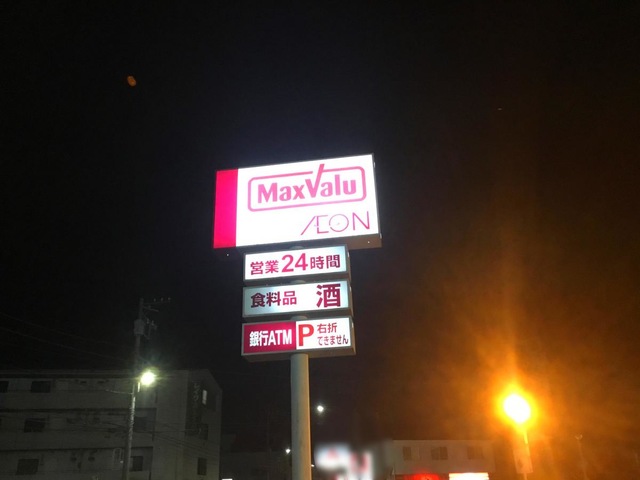 MaxValu
ÆON
営業24時間
食料品 酒
銀行ATM P 右折
できません